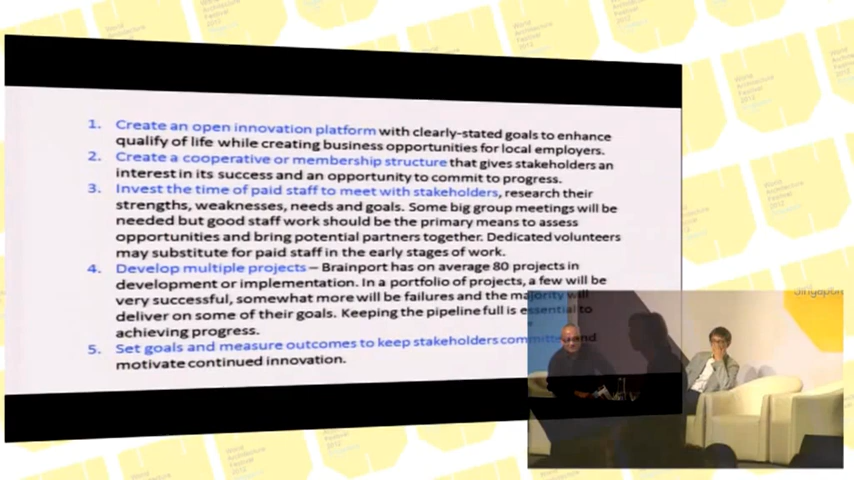 1. Create an open innovation platform with clearly-stated goals to enhance
quality of life while creating business opportunities for local employers.
2. Create a cooperative or membership structure that gives stakeholders an
interest in its success and an opportunity to commit to progress.
3. Invest the time of paid staff to meet with stakeholders, research their
strengths, weaknesses, needs and goals. Some big group meetings will be
needed but good staff work should be the primary means to assess
opportunities and bring potential partners together. Dedicated volunteers
may substitute for paid staff in the early stages of work.
4. Develop multiple projects – Brainport has on average 80 projects in
development or implementation. In a portfolio of projects, a few will be
very successful, somewhat more will be failures and the majority will
deliver on some of their goals. Keeping the pipeline full is essential to
achieving progress.
5. Set goals and measure outcomes to keep stakeholders committed and
motivate continued innovation.
World
Architecture
Festival
2012
Singapore